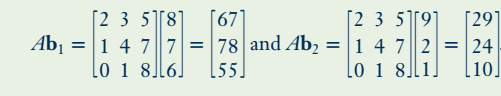 Ab₁ = [2 3 5; 1 4 7; 0 1 8][8; 7; 6] = [67; 78; 55] and Ab₂ = [2 3 5; 1 4 7; 0 1 8][9; 2; 1] = [29; 24; 10]